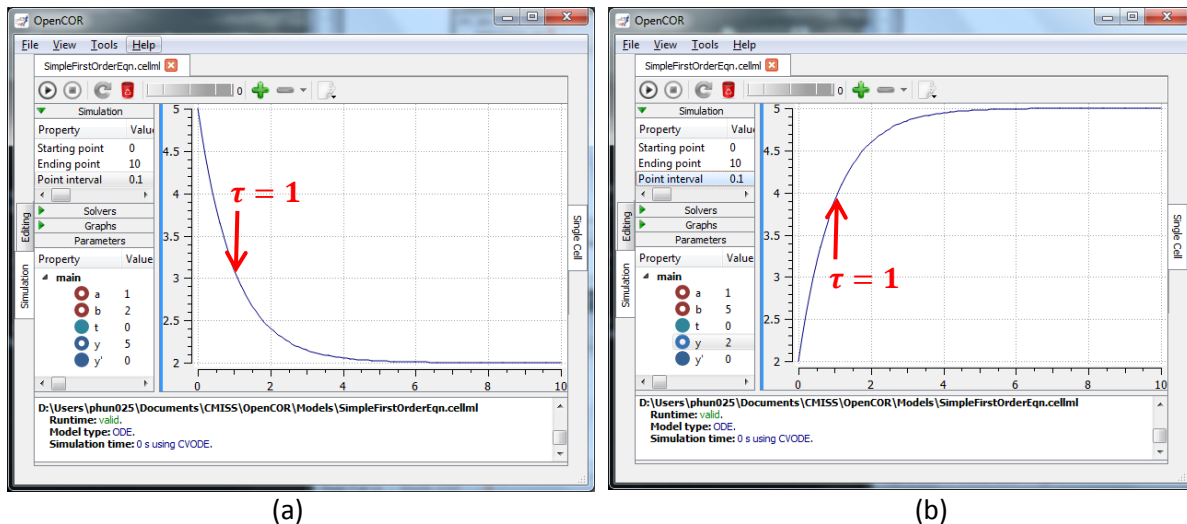 OpenCOR
File View Tools Help
SimpleFirstOrderEqn.cellml
0
Simulation
Property Valu
Starting point 0
Ending point 10
Point interval 0.1
Solvers
Graphs
Parameters
Property Value
main
a 1
b 2
t 0
y 5
y' 0
Editing
Simulation
Single Cell
5
4.5
4
3.5
3
2.5
2
0 2 4 6 8 10
τ = 1
D:\Users\phun025\Documents\CMISS\OpenCOR\Models\SimpleFirstOrderEqn.cellml
Runtime: valid.
Model type: ODE.
Simulation time: 0 s using CVODE.
(a)
OpenCOR
File View Tools Help
SimpleFirstOrderEqn.cellml
0
Simulation
Property Valu
Starting point 0
Ending point 10
Point interval 0.1
Solvers
Graphs
Parameters
Property Value
main
a 1
b 5
t 0
y 2
y' 0
Editing
Simulation
Single Cell
5
4.5
4
3.5
3
2.5
2
0 2 4 6 8 10
τ = 1
D:\Users\phun025\Documents\CMISS\OpenCOR\Models\SimpleFirstOrderEqn.cellml
Runtime: valid.
Model type: ODE.
Simulation time: 0 s using CVODE.
(b)